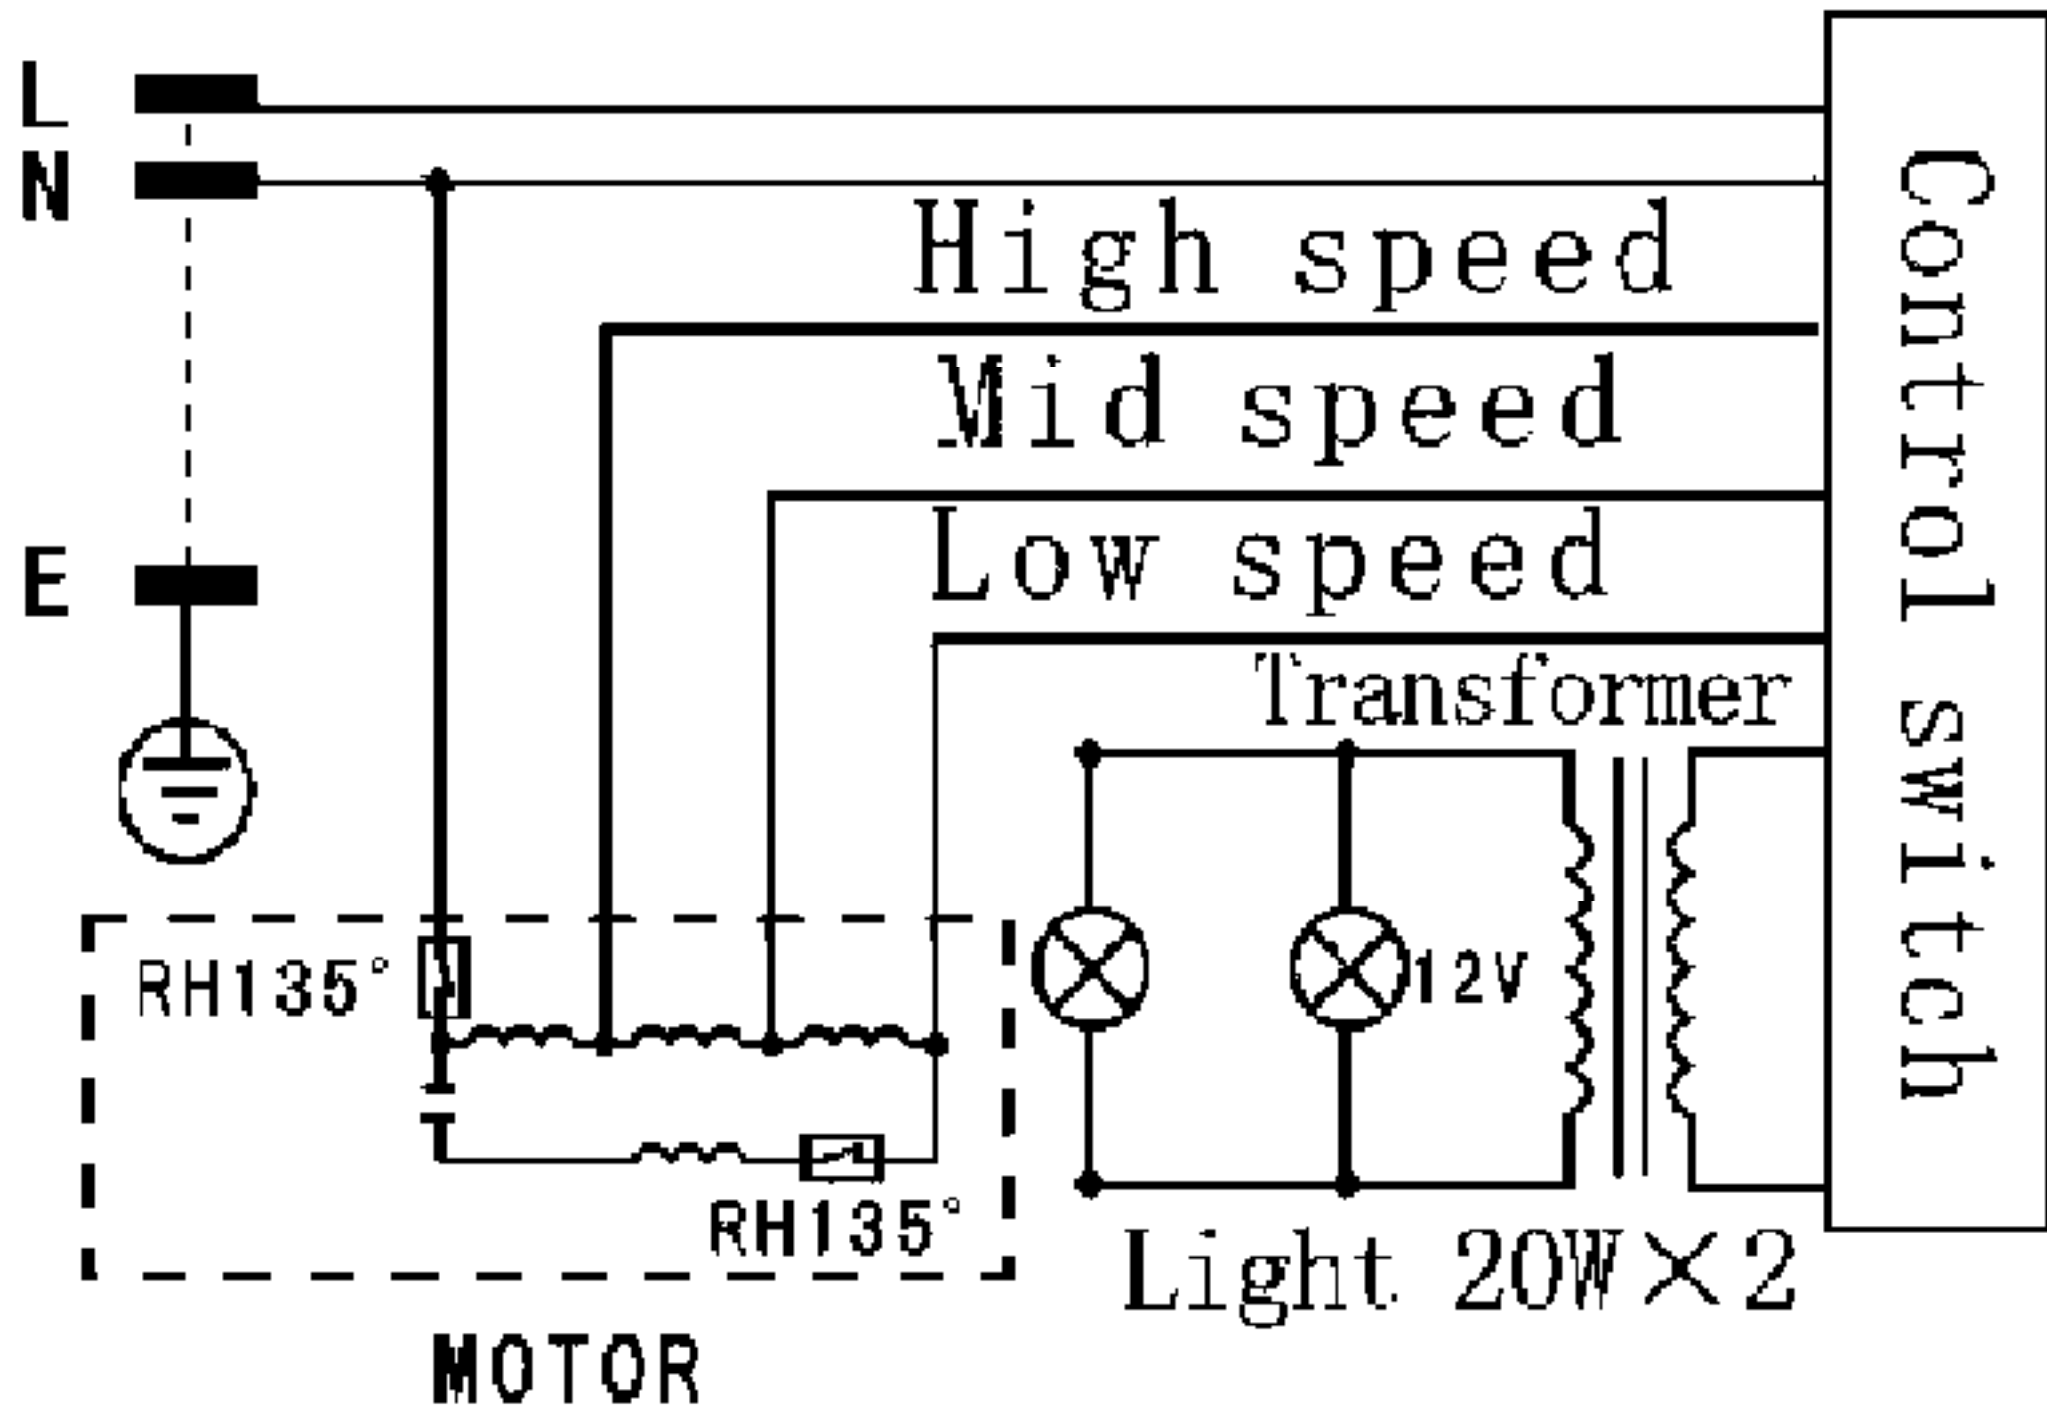 L
N
High speed
Mid speed
Low speed
E
Transformer
Control switch
RH135°
12V
RH135°
Light 20W×2
MOTOR